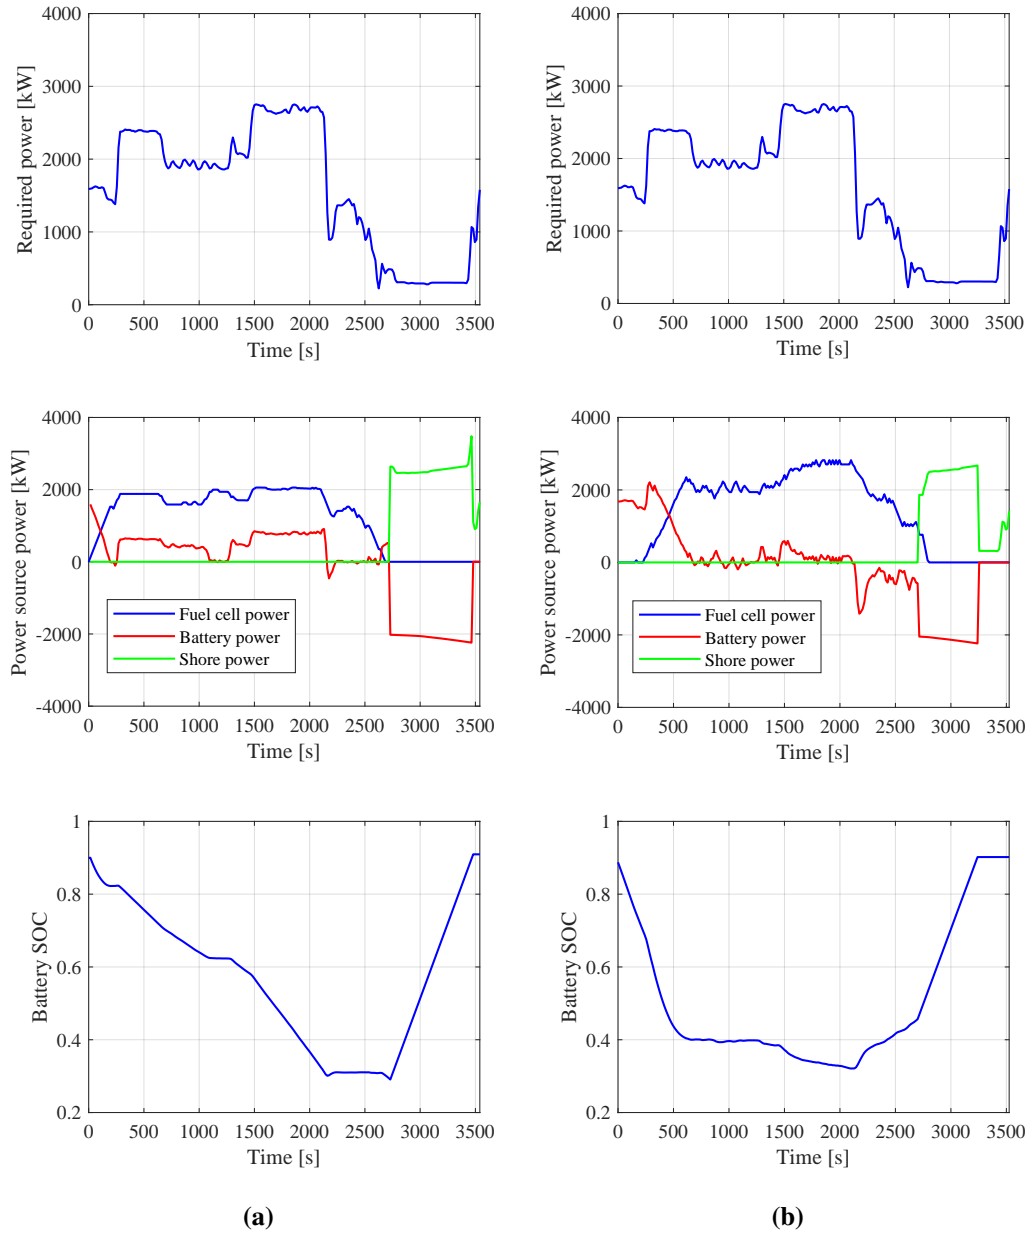 4000
3000
2000
1000
0
Required power [kW]
0 500 1000 1500 2000 2500 3000 3500
Time [s]
4000
3000
2000
1000
0
Required power [kW]
0 500 1000 1500 2000 2500 3000 3500
Time [s]
4000
2000
0
-2000
-4000
Power source power [kW]
Fuel cell power
Battery power
Shore power
0 500 1000 1500 2000 2500 3000 3500
Time [s]
4000
2000
0
-2000
-4000
Power source power [kW]
Fuel cell power
Battery power
Shore power
0 500 1000 1500 2000 2500 3000 3500
Time [s]
1
0.8
0.6
0.4
0.2
Battery SOC
0 500 1000 1500 2000 2500 3000 3500
Time [s]
1
0.8
0.6
0.4
0.2
Battery SOC
0 500 1000 1500 2000 2500 3000 3500
Time [s]
(a)
(b)